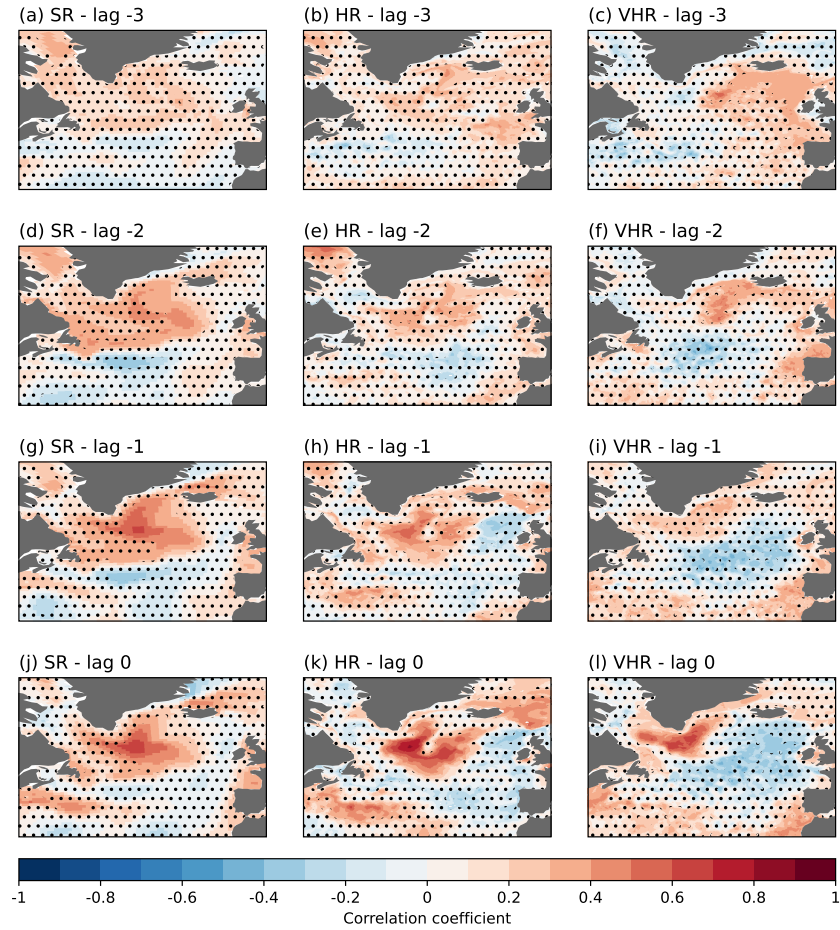 (a) SR - lag -3
(b) HR - lag -3
(c) VHR - lag -3
(d) SR - lag -2
(e) HR - lag -2
(f) VHR - lag -2
(g) SR - lag -1
(h) HR - lag -1
(i) VHR - lag -1
(j) SR - lag 0
(k) HR - lag 0
(l) VHR - lag 0
-1 -0.8 -0.6 -0.4 -0.2 0 0.2 0.4 0.6 0.8 1
Correlation coefficient